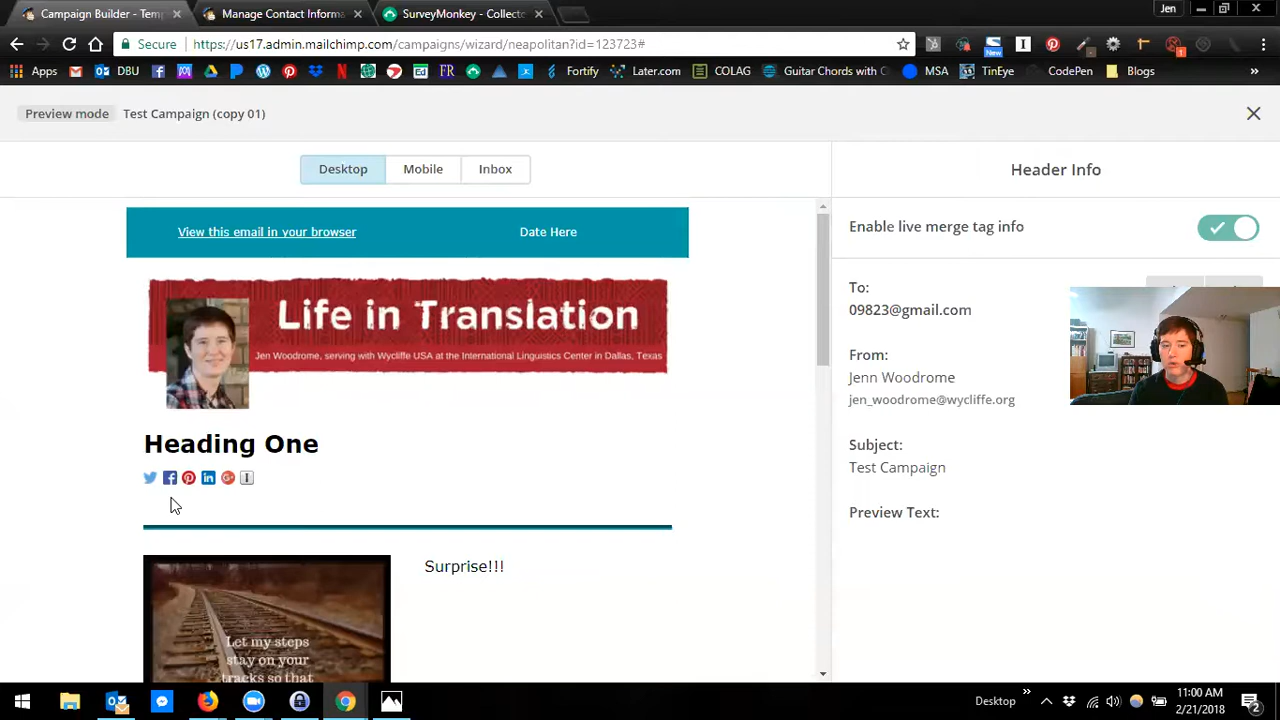 Campaign Builder - Temp
Manage Contact Informa
SurveyMonkey - Collecto
Jen
Secure
https://us17.admin.mailchimp.com/campaigns/wizard/neapolitan?id=123723#
New
Apps
DBU
Ed
FR
Fortify
Later.com
COLAG
Guitar Chords with C
MSA
TinEye
CodePen
Blogs
»
Preview mode
Test Campaign (copy 01)
Desktop
Mobile
Inbox
Header Info
View this email in your browser
Date Here
Enable live merge tag info
Life in Translation
Jen Woodrome, serving with Wycliffe USA at the International Linguistics Center in Dallas, Texas
To:
09823@gmail.com
From:
Jenn Woodrome
jen_woodrome@wycliffe.org
Heading One
Subject:
Test Campaign
Preview Text:
Surprise!!!
Let my steps
stay on your
tracks so that
Desktop
»
11:00 AM
2/21/2018
2